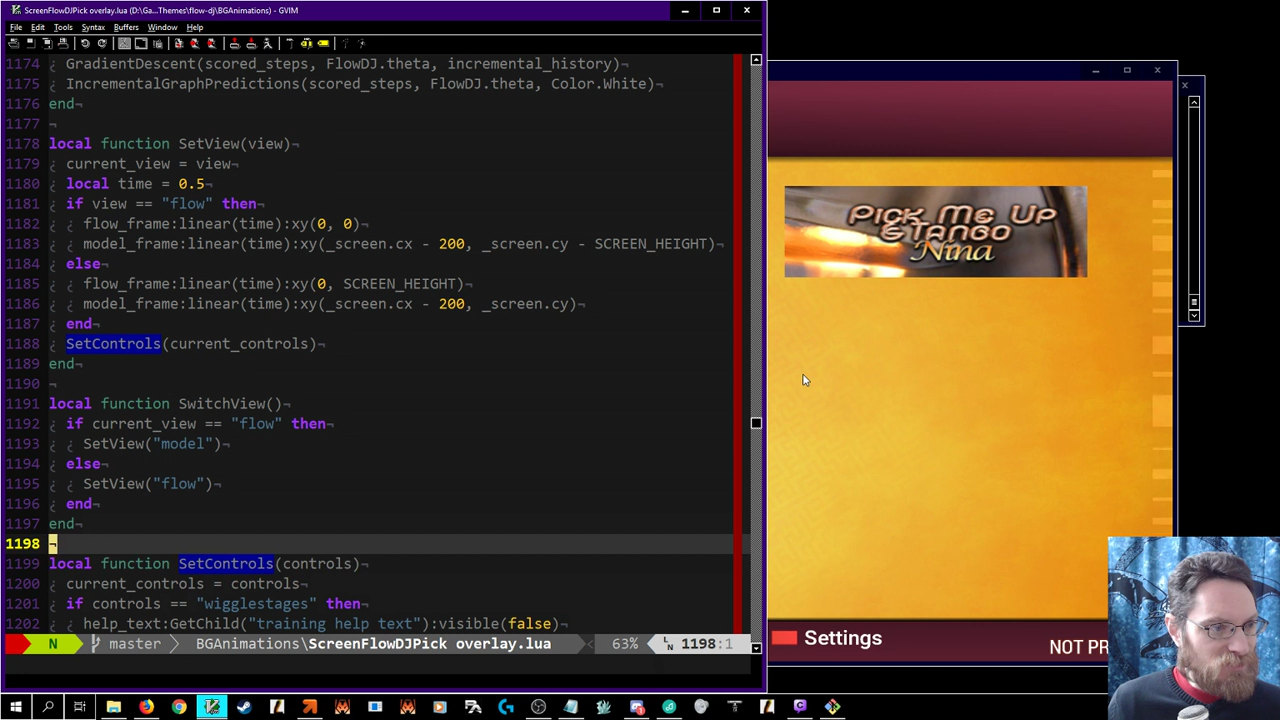 ScreenFlowDJPick overlay.lua (D:\Ga...Themes\flow-dj\BGAnimations) - GVIM
File Edit Tools Syntax Buffers Window Help
1174 ¿ GradientDescent(scored_steps, FlowDJ.theta, incremental_history)¬
1175 ¿ IncrementalGraphPredictions(scored_steps, FlowDJ.theta, Color.White)¬
1176 end¬
1177 ¬
1178 local function SetView(view)¬
1179 ¿ current_view = view¬
1180 ¿ local time = 0.5¬
1181 ¿ if view == "flow" then¬
1182 ¿ ¿ flow_frame:linear(time):xy(0, 0)¬
1183 ¿ ¿ model_frame:linear(time):xy(_screen.cx - 200, _screen.cy - SCREEN_HEIGHT)¬
1184 ¿ else¬
1185 ¿ ¿ flow_frame:linear(time):xy(0, SCREEN_HEIGHT)¬
1186 ¿ ¿ model_frame:linear(time):xy(_screen.cx - 200, _screen.cy)¬
1187 ¿ end¬
1188 ¿ SetControls(current_controls)¬
1189 end¬
1190 ¬
1191 local function SwitchView()¬
1192 ¿ if current_view == "flow" then¬
1193 ¿ ¿ SetView("model")¬
1194 ¿ else¬
1195 ¿ ¿ SetView("flow")¬
1196 ¿ end¬
1197 end¬
1198 ¬
1199 local function SetControls(controls)¬
1200 ¿ current_controls = controls¬
1201 ¿ if controls == "wigglestages" then¬
1202 ¿ ¿ help_text:GetChild("training help text"):visible(false)¬
N master BGAnimations\ScreenFlowDJPick overlay.lua 63% LN 1198:1
Pick Me Up
&Tango
Nina
Settings
NOT PR